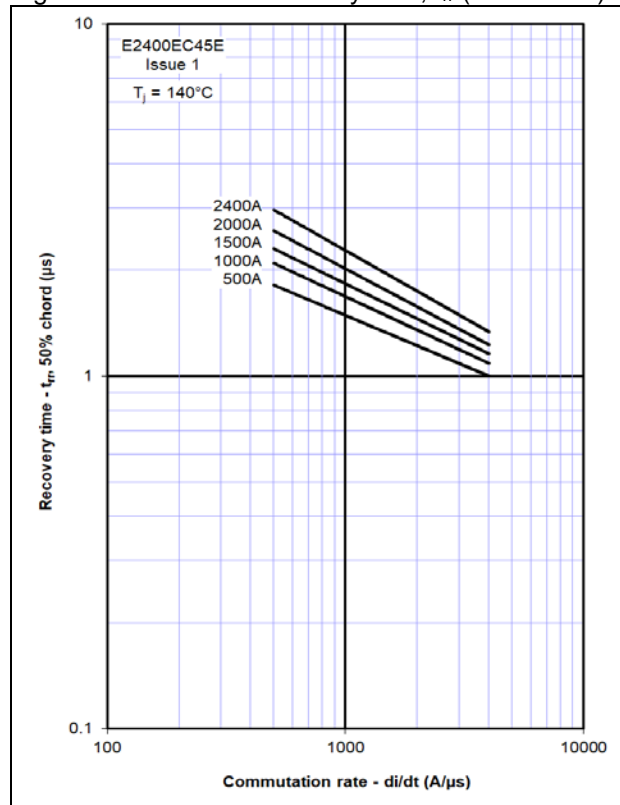 10
E2400EC45E
Issue 1
Tj = 140°C
2400A
2000A
1500A
1000A
500A
1
0.1
Recovery time - trr, 50% chord (µs)
100
1000
10000
Commutation rate - di/dt (A/µs)